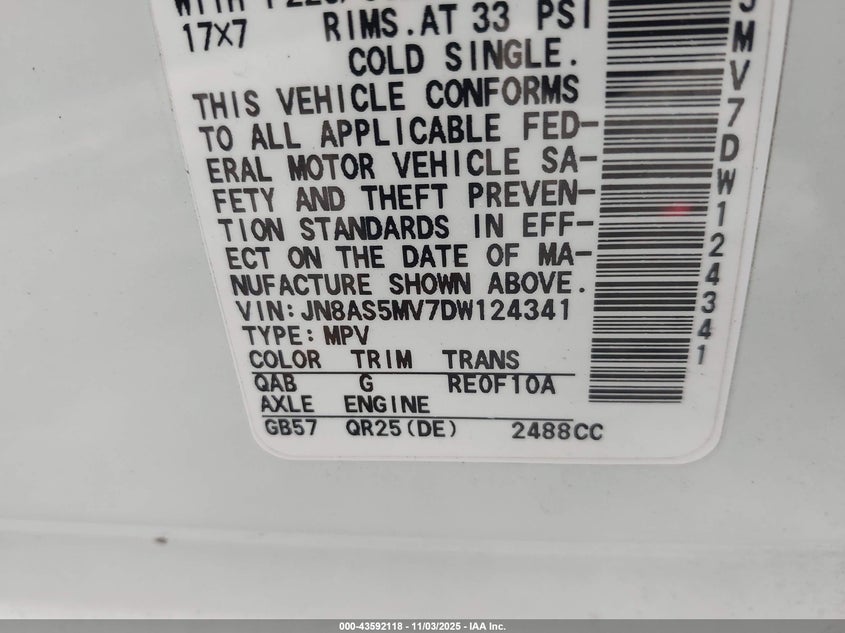 17X7 RIMS.AT 33 PSI
COLD SINGLE.
THIS VEHICLE CONFORMS
TO ALL APPLICABLE FED-
ERAL MOTOR VEHICLE SA-
FETY AND THEFT PREVEN-
TION STANDARDS IN EFF-
ECT ON THE DATE OF MA-
NUFACTURE SHOWN ABOVE.
VIN:JN8AS5MV7DW124341
TYPE:MPV
COLOR TRIM TRANS
QAB G RE0F10A
AXLE ENGINE
GB57 QR25(DE) 2488CC
MV7DW124341
000-43592118 - 11/03/2025 - IAA Inc.